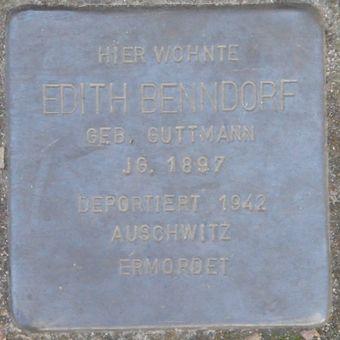 HIER WOHNTE
EDITH BENNDORF
GEB. GUTTMANN
JG. 1897
DEPORTIERT 1942
AUSCHWITZ
ERMORDET